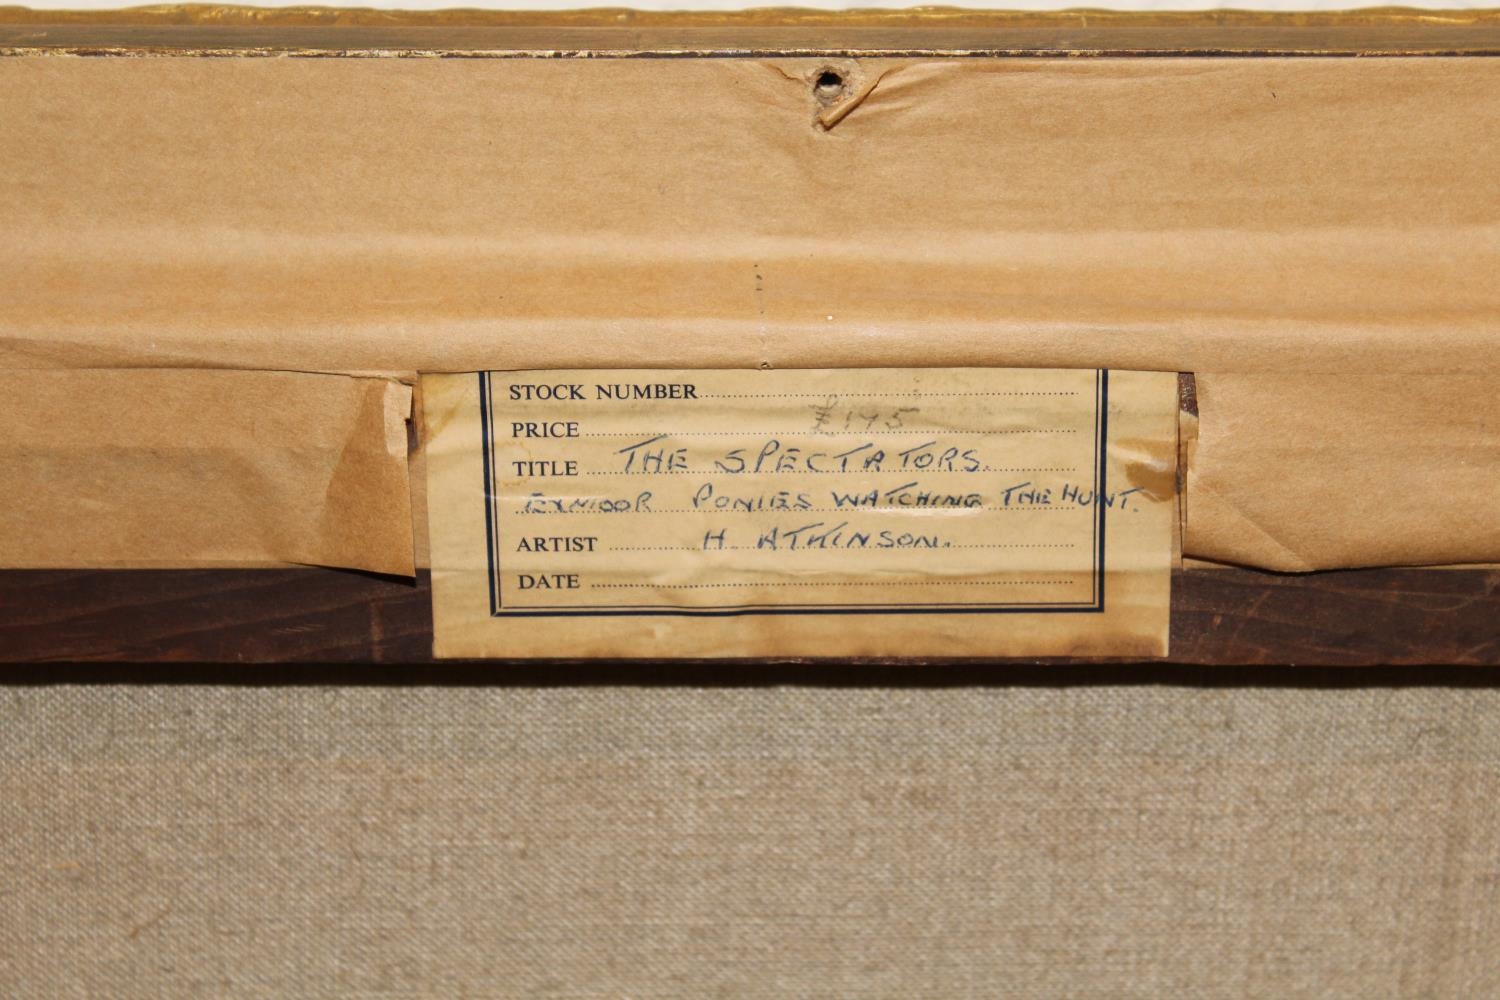 STOCK NUMBER
PRICE £195
TITLE THE SPECTATORS.
EXMOOR PONIES WATCHING THE HUNT.
ARTIST H. ATKINSON.
DATE